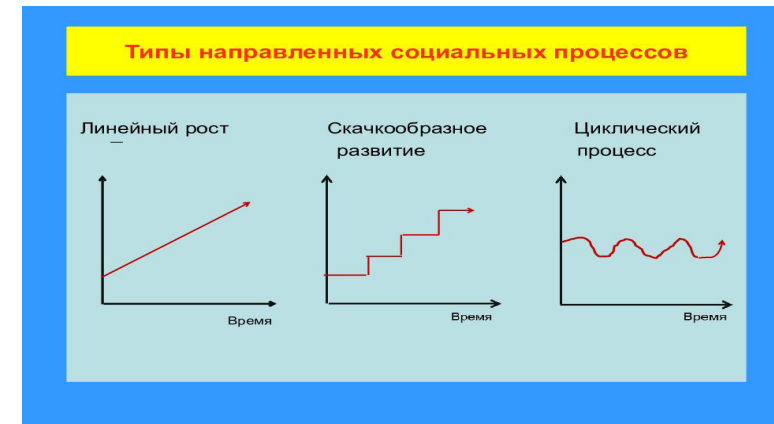 Типы направленных социальных процессов
Линейный рост
Скачкообразное
развитие
Циклический
процесс
Время
Время
Время